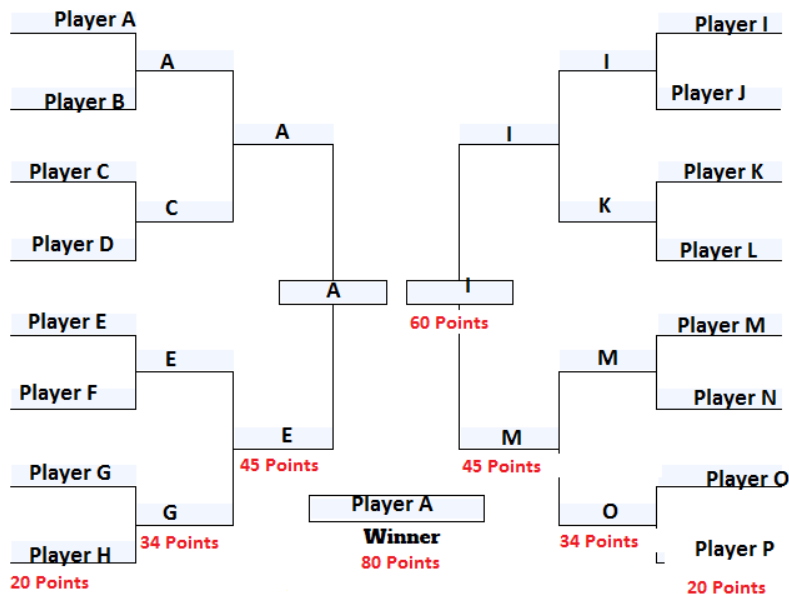 Player A
Player B
Player C
Player D
Player E
Player F
Player G
Player H
20 Points
A
C
E
G
34 Points
A
E
45 Points
A
I
60 Points
Player A
Winner
80 Points
I
M
45 Points
I
K
M
O
34 Points
Player I
Player J
Player K
Player L
Player M
Player N
Player O
Player P
20 Points